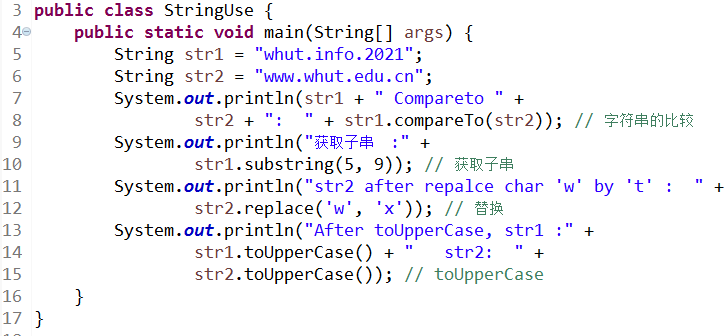 3 public class StringUse {
4 public static void main(String[] args) {
5 String str1 = "whut.info.2021";
6 String str2 = "www.whut.edu.cn";
7 System.out.println(str1 + " Compareto " +
8 str2 + ":  " + str1.compareTo(str2)); // 字符串的比较
9 System.out.println("获取子串  :" +
10 str1.substring(5, 9)); // 获取子串
11 System.out.println("str2 after repalce char 'w' by 't' :  " +
12 str2.replace('w', 'x')); // 替换
13 System.out.println("After toUpperCase, str1 :" +
14 str1.toUpperCase() + "   str2:  " +
15 str2.toUpperCase()); // toUpperCase
16 }
17 }